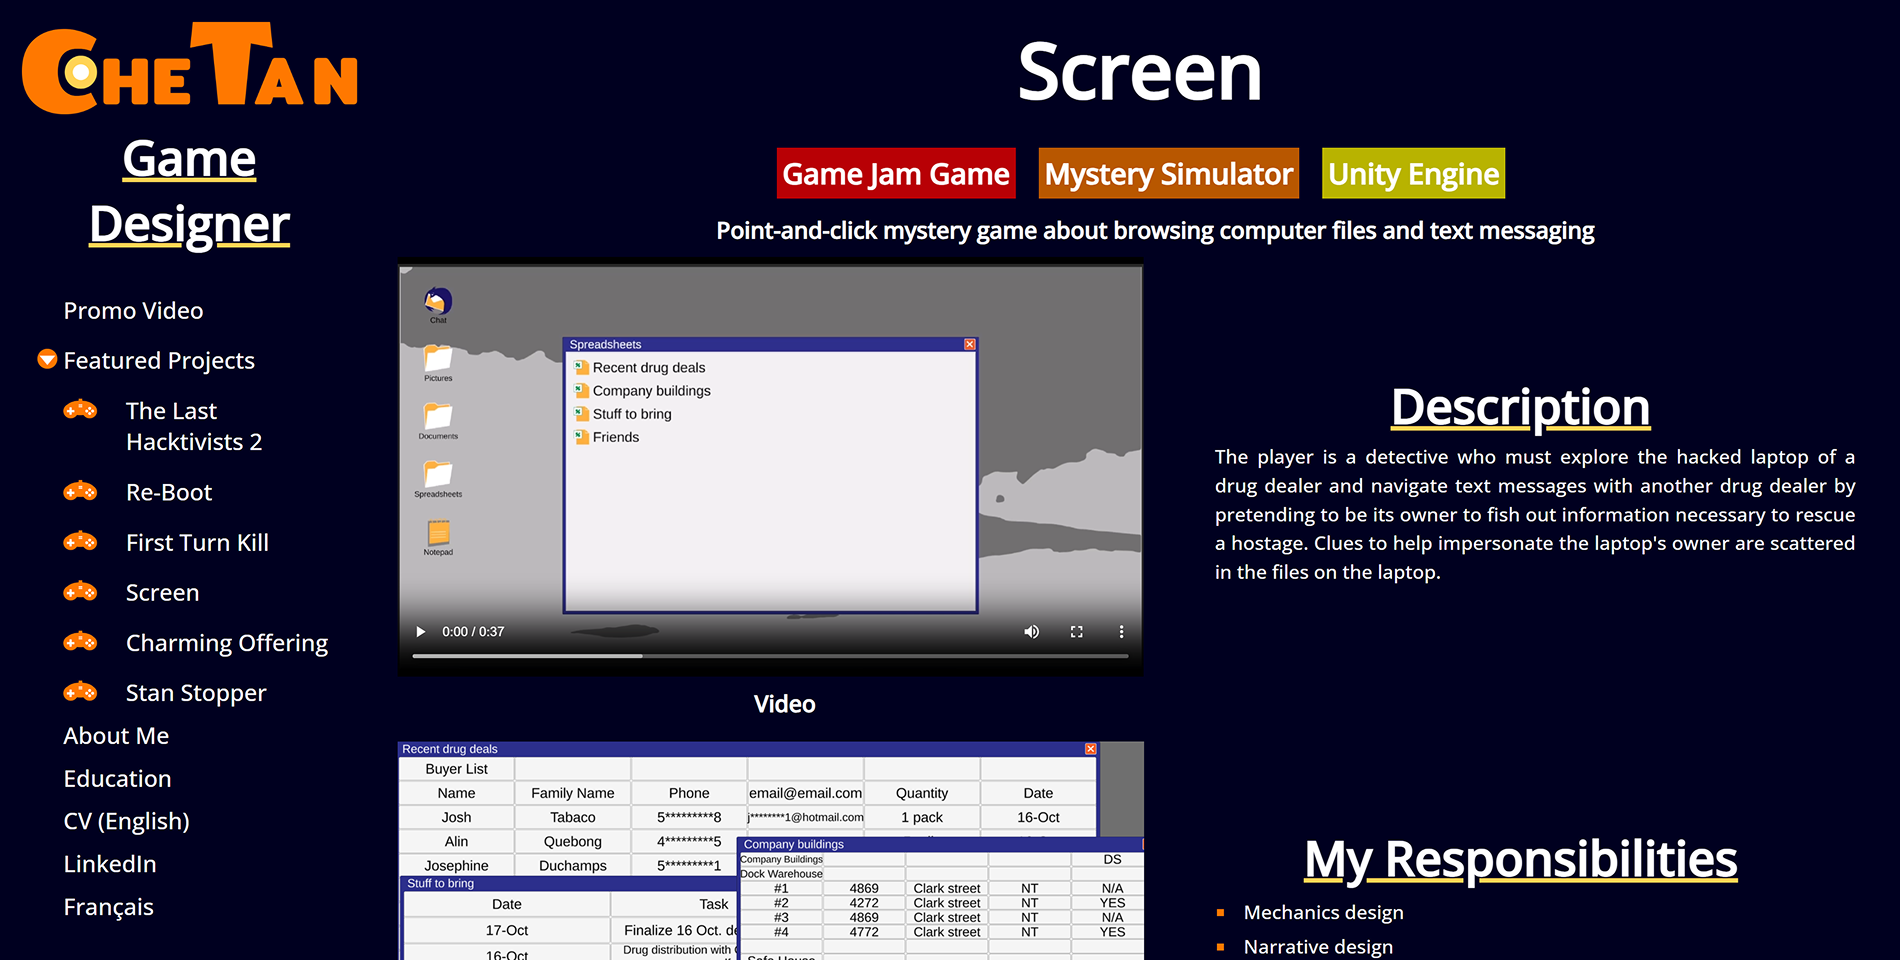 CHE TAN
Game
Designer
Promo Video
Featured Projects
The Last
Hacktivists 2
Re-Boot
First Turn Kill
Screen
Charming Offering
Stan Stopper
About Me
Education
CV (English)
LinkedIn
Français
Screen
Game Jam Game Mystery Simulator Unity Engine
Point-and-click mystery game about browsing computer files and text messaging
Chat
Pictures
Documents
Spreadsheets
Notepad
Spreadsheets
Recent drug deals
Company buildings
Stuff to bring
Friends
0:00 / 0:37
Video
Description
The player is a detective who must explore the hacked laptop of a
drug dealer and navigate text messages with another drug dealer by
pretending to be its owner to fish out information necessary to rescue
a hostage. Clues to help impersonate the laptop's owner are scattered
in the files on the laptop.
Recent drug deals
Buyer List
Name Family Name Phone email@email.com Quantity Date
Josh Tabaco 5*********8 j********1@hotmail.com 1 pack 16-Oct
Alin Quebong 4*********5
Josephine Duchamps 5*********1
Stuff to bring
Date Task
17-Oct Finalize 16 Oct. de
16-Oct Drug distribution with
Company buildings
Company Buildings DS
Dock Warehouse
#1 4869 Clark street NT N/A
#2 4272 Clark street NT YES
#3 4869 Clark street NT N/A
#4 4772 Clark street NT YES
Safe House
My Responsibilities
Mechanics design
Narrative design